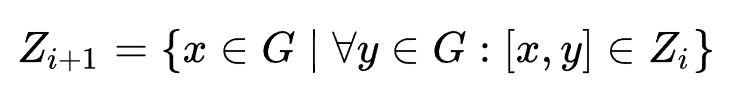 Z_{i+1} = {x ∈ G | ∀y ∈ G : [x, y] ∈ Z_i}